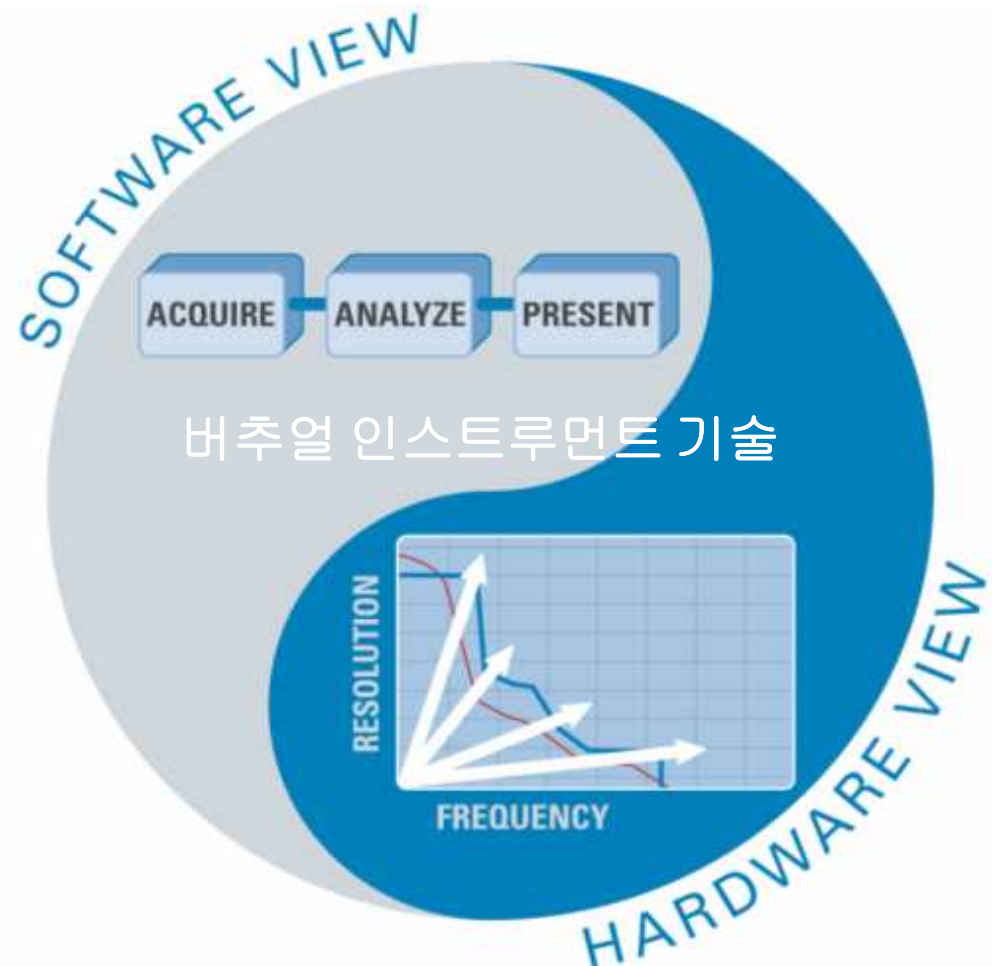 SOFTWARE VIEW
ACQUIRE
ANALYZE
PRESENT
버추얼 인스트루먼트 기술
RESOLUTION
FREQUENCY
HARDWARE VIEW